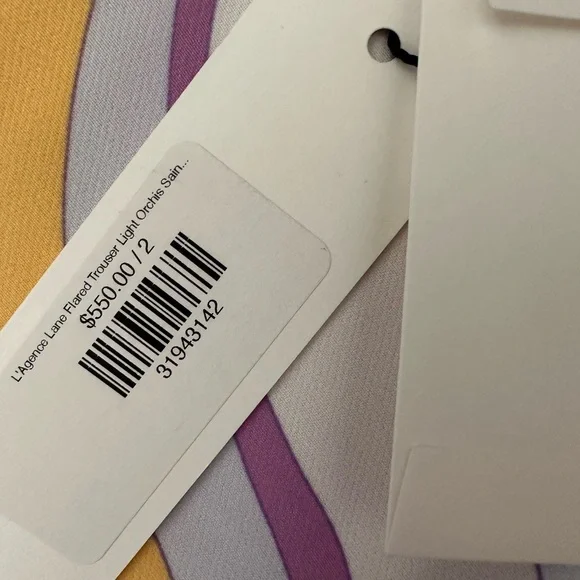 L'Agence Lane Flared Trouser Light Orchis Sain...
$550.00 / 2
31943142